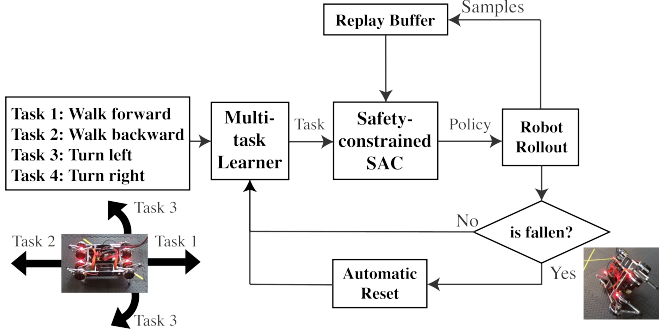 Replay Buffer
Samples
Task 1: Walk forward
Task 2: Walk backward
Task 3: Turn left
Task 4: Turn right
Multi-
task
Learner
Task
Safety-
constrained
SAC
Policy
Robot
Rollout
Task 3
Task 2
Task 1
Task 3
No
is fallen?
Yes
Automatic
Reset